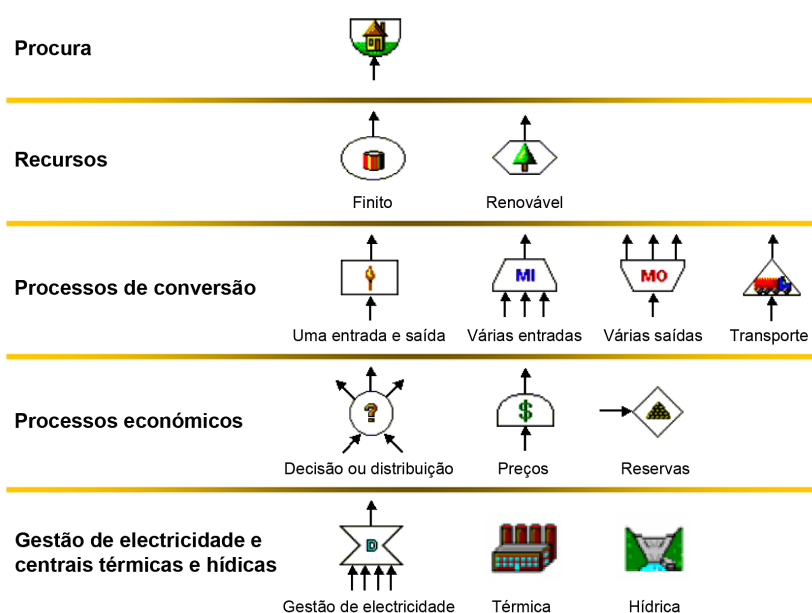 Procura
Recursos
Finito
Renovável
Processos de conversão
MI
MO
Uma entrada e saída
Várias entradas
Várias saídas
Transporte
Processos económicos
?
$
Decisão ou distribuição
Preços
Reservas
Gestão de electricidade e
centrais térmicas e hídicas
D
Gestão de electricidade
Térmica
Hídrica